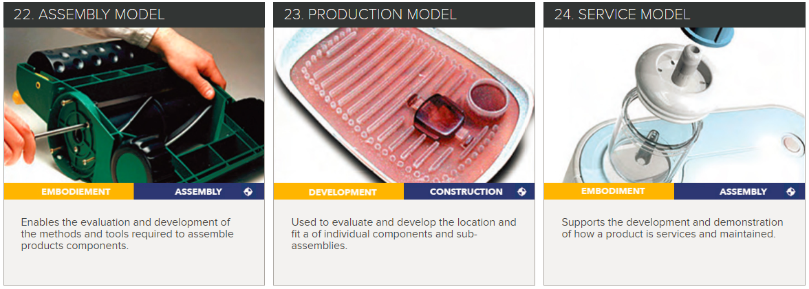 22. ASSEMBLY MODEL
EMBODIEMENT
ASSEMBLY
Enables the evaluation and development of
the methods and tools required to assemble
products components.
23. PRODUCTION MODEL
DEVELOPMENT
CONSTRUCTION
Used to evaluate and develop the location and
fit a of individual components and sub-
assemblies.
24. SERVICE MODEL
EMBODIMENT
ASSEMBLY
Supports the development and demonstration
of how a product is services and maintained.